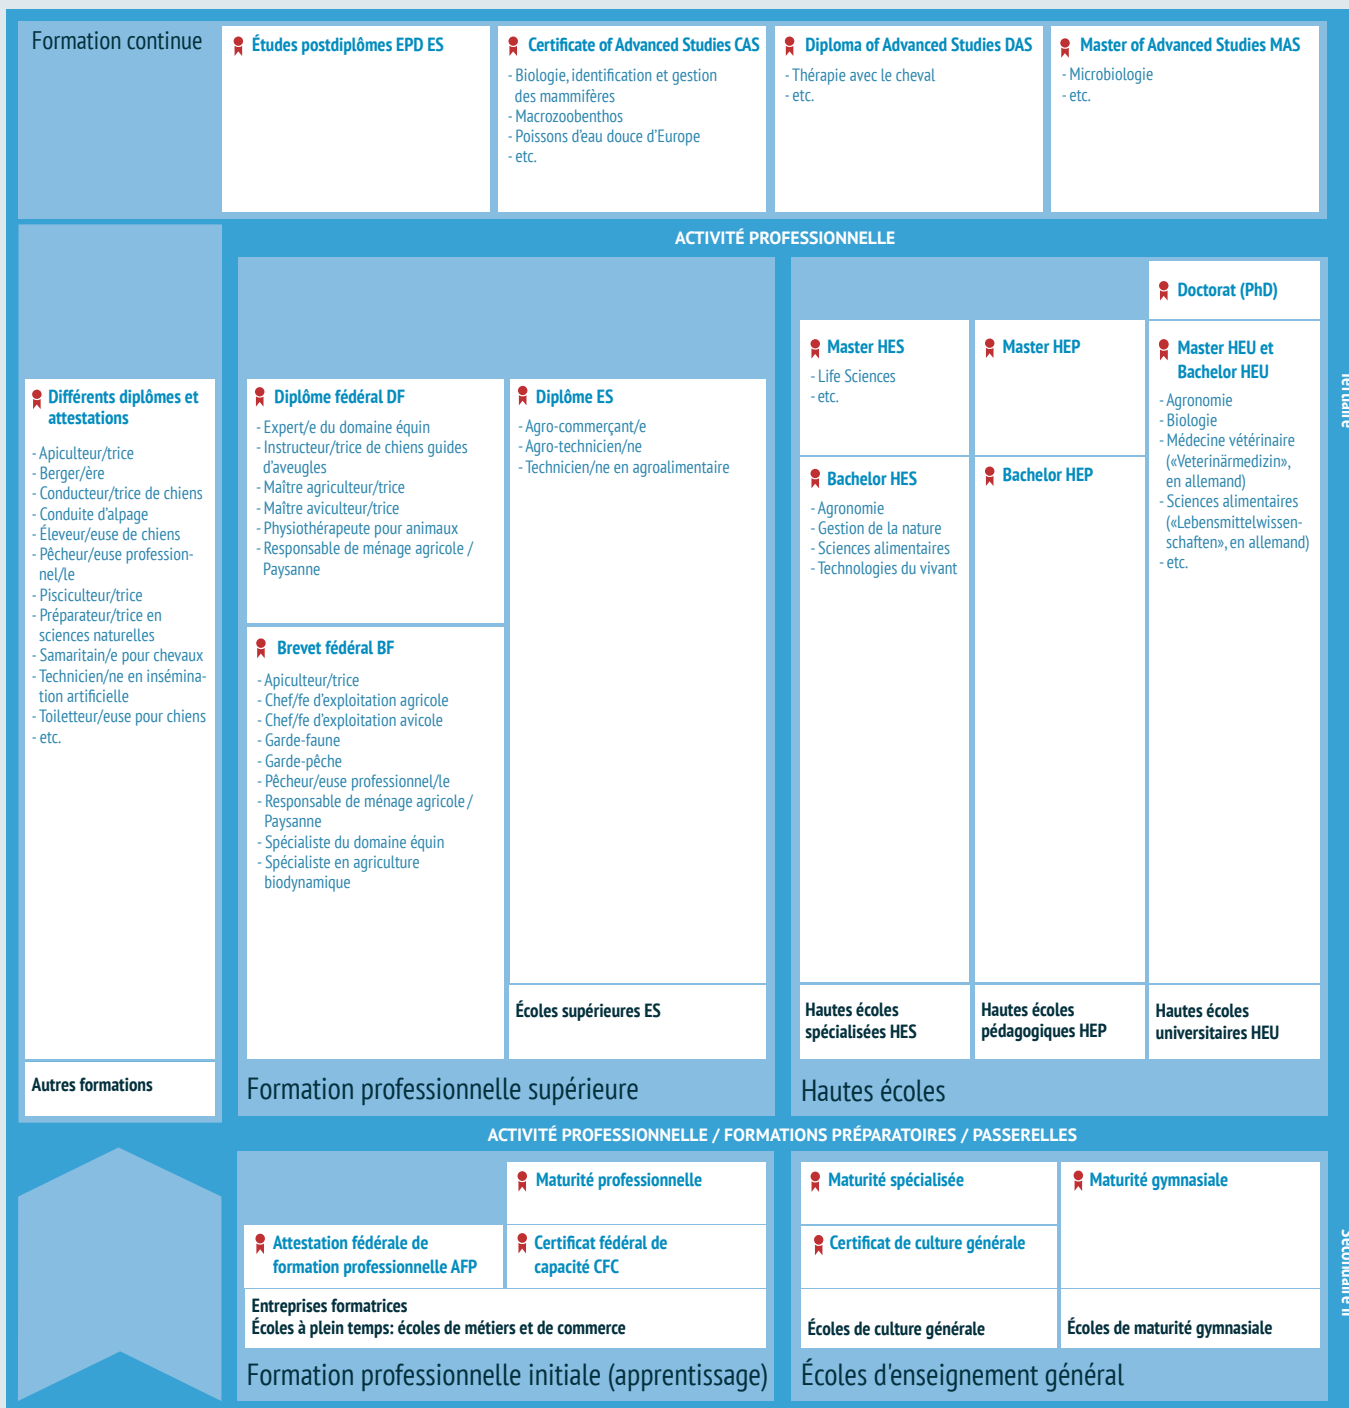 Formation continue
Études postdiplômes EPD ES
Certificate of Advanced Studies CAS
- Biologie, identification et gestion
des mammifères
- Macrozoobenthos
- Poissons d'eau douce d'Europe
- etc.
Diploma of Advanced Studies DAS
- Thérapie avec le cheval
- etc.
Master of Advanced Studies MAS
- Microbiologie
- etc.
ACTIVITÉ PROFESSIONNELLE
Différents diplômes et
attestations
- Apiculteur/trice
- Berger/ère
- Conducteur/trice de chiens
- Conduite d'alpage
- Éleveur/euse de chiens
- Pêcheur/euse profession-
nel/le
- Pisciculteur/trice
- Préparateur/trice en
sciences naturelles
- Samaritain/e pour chevaux
- Technicien/ne en insémina-
tion artificielle
- Toiletteur/euse pour chiens
- etc.
Autres formations
Diplôme fédéral DF
- Expert/e du domaine équin
- Instructeur/trice de chiens guides
d'aveugles
- Maître agriculteur/trice
- Maître aviculteur/trice
- Physiothérapeute pour animaux
- Responsable de ménage agricole /
Paysanne
Brevet fédéral BF
- Apiculteur/trice
- Chef/fe d'exploitation agricole
- Chef/fe d'exploitation avicole
- Garde-faune
- Garde-pêche
- Pêcheur/euse professionnel/le
- Responsable de ménage agricole /
Paysanne
- Spécialiste du domaine équin
- Spécialiste en agriculture
biodynamique
Diplôme ES
- Agro-commerçant/e
- Agro-technicien/ne
- Technicien/ne en agroalimentaire
Écoles supérieures ES
Formation professionnelle supérieure
Master HES
- Life Sciences
- etc.
Bachelor HES
- Agronomie
- Gestion de la nature
- Sciences alimentaires
- Technologies du vivant
Hautes écoles
spécialisées HES
Master HEP
Bachelor HEP
Hautes écoles
pédagogiques HEP
Doctorat (PhD)
Master HEU et
Bachelor HEU
- Agronomie
- Biologie
- Médecine vétérinaire
(«Veterinärmedizin»,
en allemand)
- Sciences alimentaires
(«Lebensmittelwissen-
schaften», en allemand)
- etc.
Hautes écoles
universitaires HEU
Hautes écoles
Tertiaire
ACTIVITÉ PROFESSIONNELLE / FORMATIONS PRÉPARATOIRES / PASSERELLES
Maturité professionnelle
Attestation fédérale de
formation professionnelle AFP
Certificat fédéral de
capacité CFC
Entreprises formatrices
Écoles à plein temps: écoles de métiers et de commerce
Formation professionnelle initiale (apprentissage)
Maturité spécialisée
Certificat de culture générale
Écoles de culture générale
Maturité gymnasiale
Écoles de maturité gymnasiale
Écoles d'enseignement général
Secondaire II